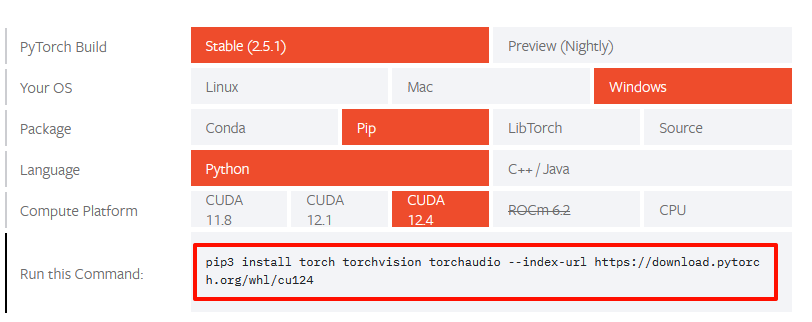 PyTorch Build
Stable (2.5.1)
Preview (Nightly)
Your OS
Linux
Mac
Windows
Package
Conda
Pip
LibTorch
Source
Language
Python
C++ / Java
Compute Platform
CUDA
11.8
CUDA
12.1
CUDA
12.4
ROCm 6.2
CPU
Run this Command:
pip3 install torch torchvision torchaudio --index-url https://download.pytorc
h.org/whl/cu124